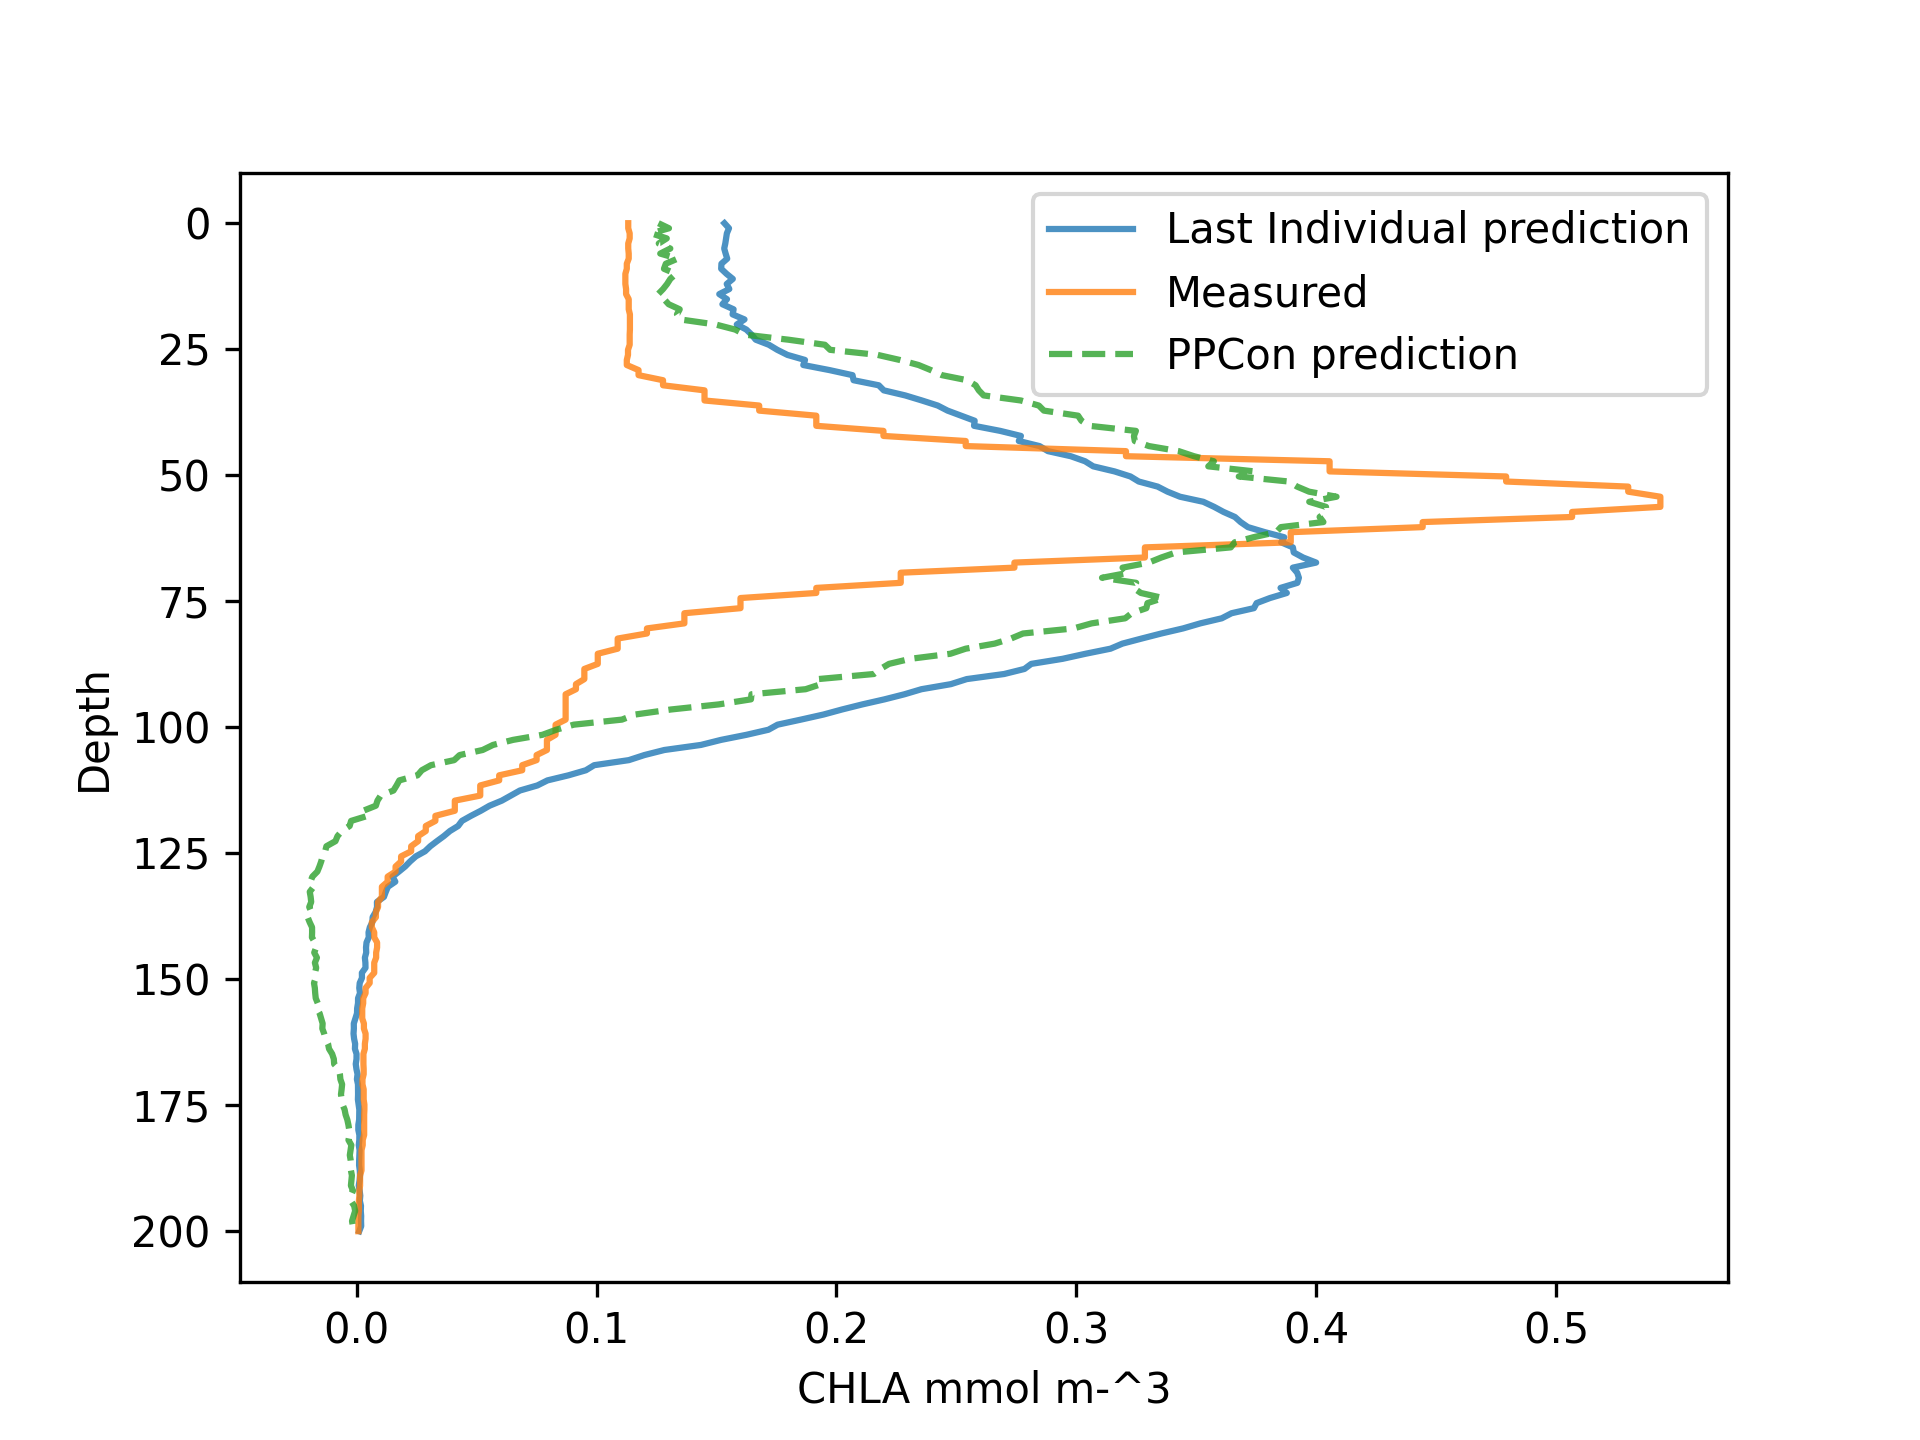 Last Individual prediction
Measured
PPCon prediction
0
25
50
75
100
125
150
175
200
Depth
0.0 0.1 0.2 0.3 0.4 0.5
CHLA mmol m-^3